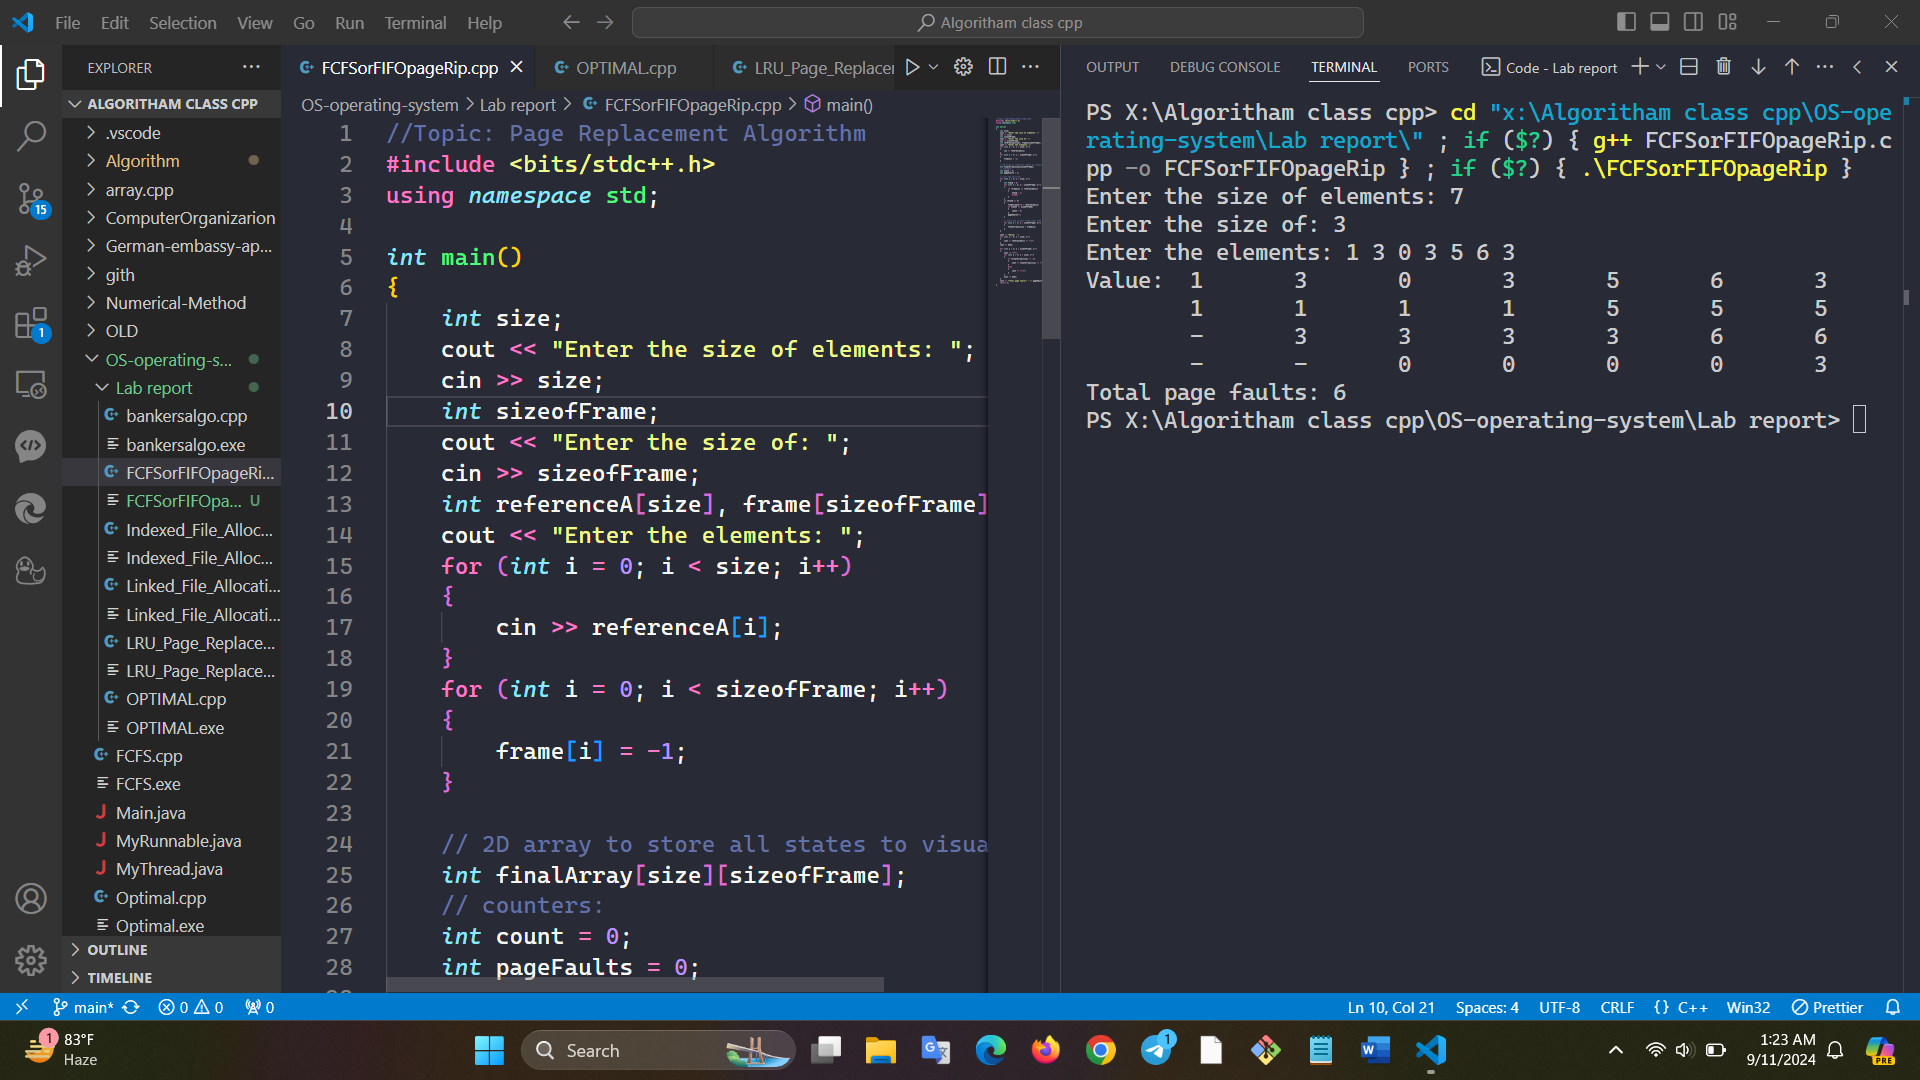 File Edit Selection View Go Run Terminal Help
Algoritham class cpp
EXPLORER
ALGORITHAM CLASS CPP
.vscode
Algorithm
array.cpp
ComputerOrganizarion
German-embassy-ap...
gith
Numerical-Method
OLD
OS-operating-s...
Lab report
bankersalgo.cpp
bankersalgo.exe
FCFSorFIFOpageRi...
FCFSorFIFOpa... U
Indexed_File_Alloc...
Indexed_File_Alloc...
Linked_File_Allocati...
Linked_File_Allocati...
LRU_Page_Replace...
LRU_Page_Replace...
OPTIMAL.cpp
OPTIMAL.exe
FCFS.cpp
FCFS.exe
Main.java
MyRunnable.java
MyThread.java
Optimal.cpp
Optimal.exe
OUTLINE
TIMELINE
15
1
FCFSorFIFOpageRip.cpp OPTIMAL.cpp LRU_Page_Replacer
OS-operating-system > Lab report > FCFSorFIFOpageRip.cpp > main()
1 //Topic: Page Replacement Algorithm
2 #include <bits/stdc++.h>
3 using namespace std;
4
5 int main()
6 {
7 int size;
8 cout << "Enter the size of elements: ";
9 cin >> size;
10 int sizeofFrame;
11 cout << "Enter the size of: ";
12 cin >> sizeofFrame;
13 int referenceA[size], frame[sizeofFrame]
14 cout << "Enter the elements: ";
15 for (int i = 0; i < size; i++)
16 {
17 cin >> referenceA[i];
18 }
19 for (int i = 0; i < sizeofFrame; i++)
20 {
21 frame[i] = -1;
22 }
23
24 // 2D array to store all states to visua
25 int finalArray[size][sizeofFrame];
26 // counters:
27 int count = 0;
28 int pageFaults = 0;
OUTPUT DEBUG CONSOLE TERMINAL PORTS Code - Lab report
PS X:\Algoritham class cpp> cd "x:\Algoritham class cpp\OS-ope
rating-system\Lab report\" ; if ($?) { g++ FCFSorFIFOpageRip.c
pp -o FCFSorFIFOpageRip } ; if ($?) { .\FCFSorFIFOpageRip }
Enter the size of elements: 7
Enter the size of: 3
Enter the elements: 1 3 0 3 5 6 3
Value: 1 3 0 3 5 6 3
1 1 1 1 5 5 5
- 3 3 3 3 6 6
- - 0 0 0 0 3
Total page faults: 6
PS X:\Algoritham class cpp\OS-operating-system\Lab report>
main* 0 0 0 Ln 10, Col 21 Spaces: 4 UTF-8 CRLF {} C++ Win32 Prettier
1 83°F
Haze
Search
1
1:23 AM
9/11/2024
PRE